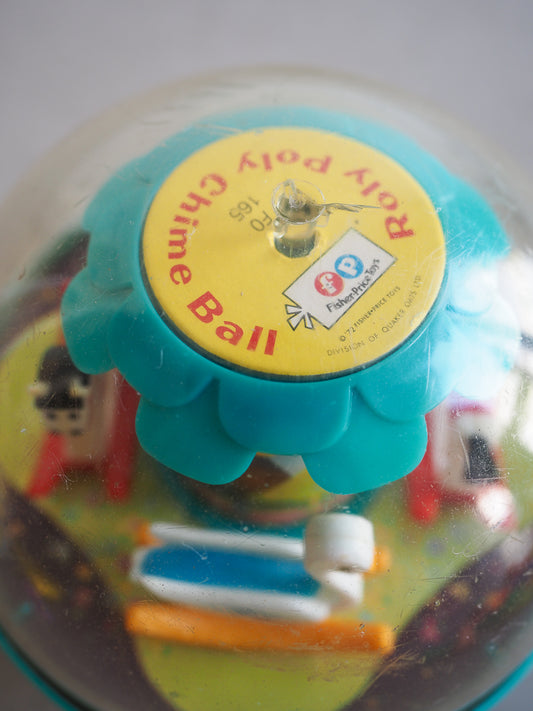 Roly Poly Chime Ball
FO
165
fp
Fisher-Price Toys
© '72 FISHER-PRICE TOYS
DIVISION OF QUAKER OATS LTD.